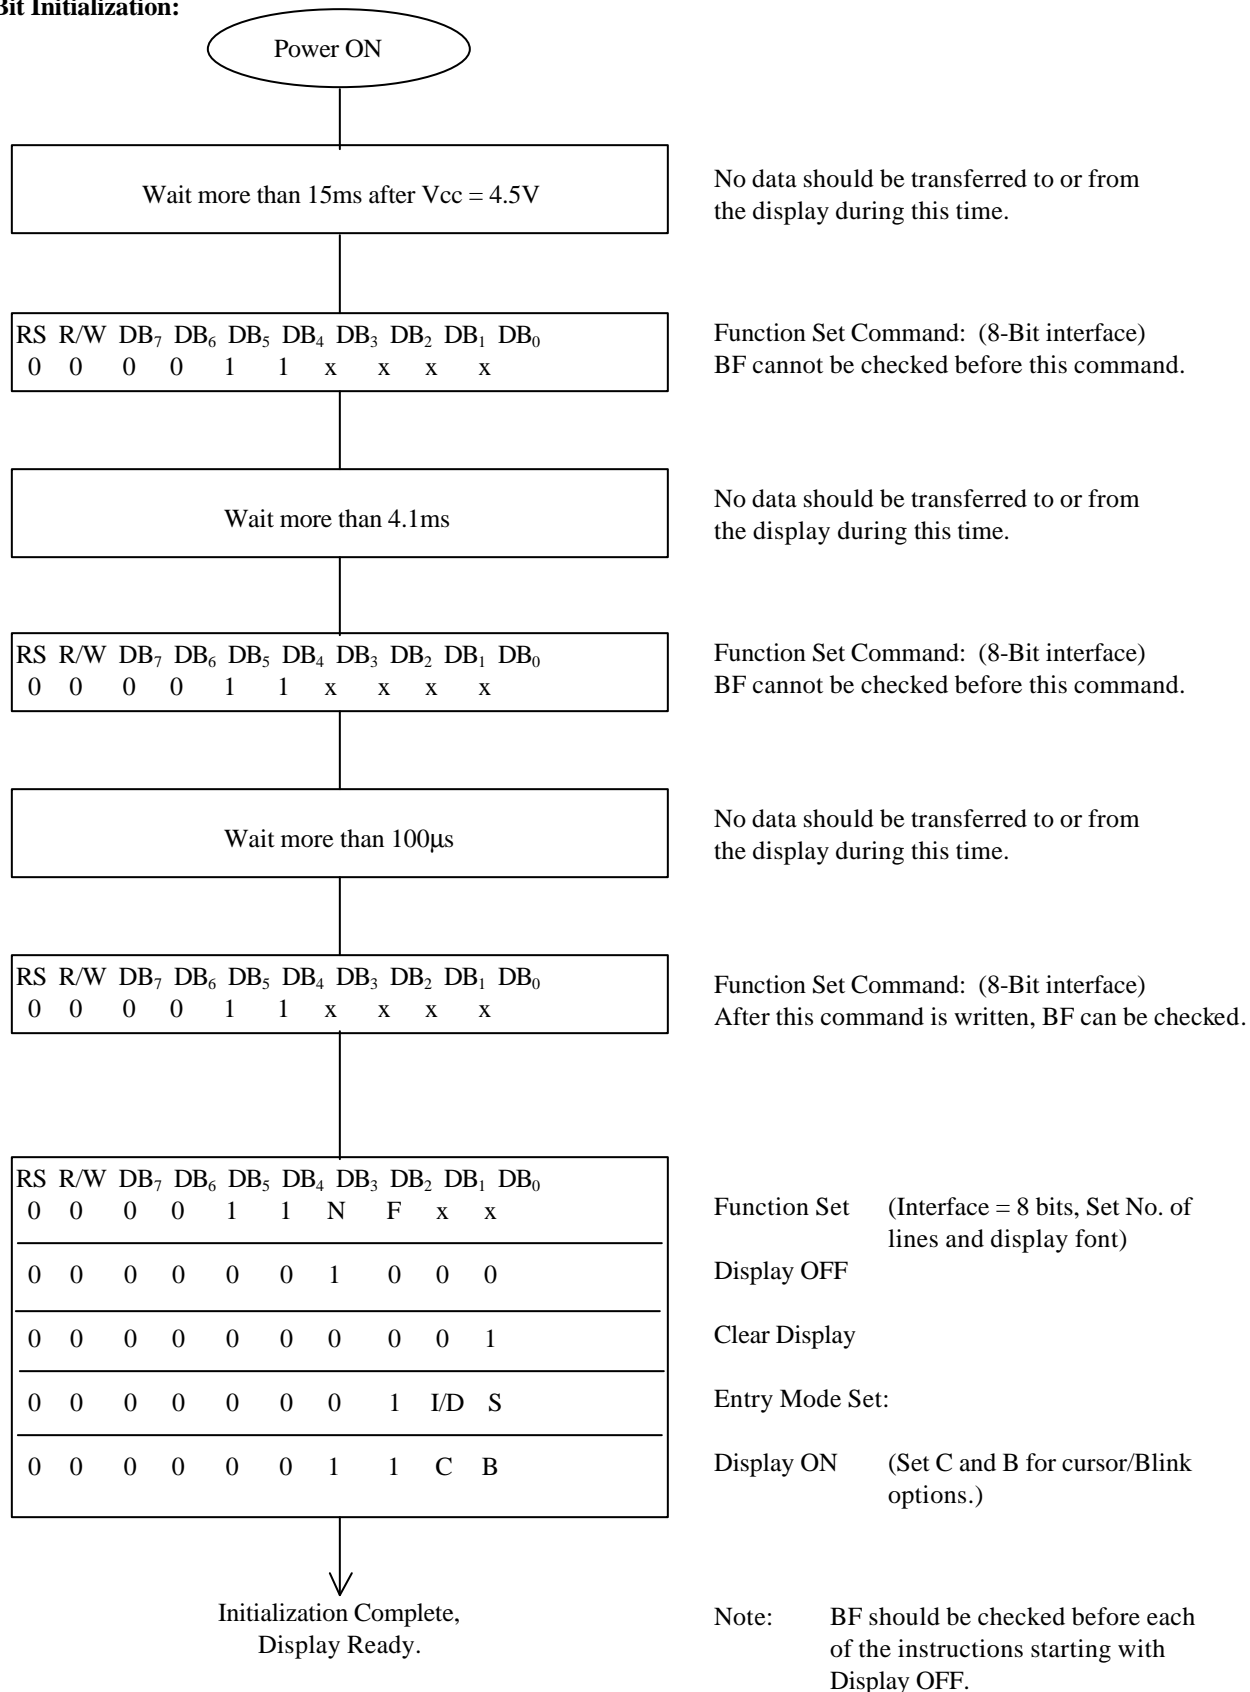 Bit Initialization:
Power ON
Wait more than 15ms after Vcc = 4.5V
No data should be transferred to or from
the display during this time.
RS R/W DB₇ DB₆ DB₅ DB₄ DB₃ DB₂ DB₁ DB₀
0 0 0 0 1 1 x x x x
Function Set Command: (8-Bit interface)
BF cannot be checked before this command.
Wait more than 4.1ms
No data should be transferred to or from
the display during this time.
RS R/W DB₇ DB₆ DB₅ DB₄ DB₃ DB₂ DB₁ DB₀
0 0 0 0 1 1 x x x x
Function Set Command: (8-Bit interface)
BF cannot be checked before this command.
Wait more than 100µs
No data should be transferred to or from
the display during this time.
RS R/W DB₇ DB₆ DB₅ DB₄ DB₃ DB₂ DB₁ DB₀
0 0 0 0 1 1 x x x x
Function Set Command: (8-Bit interface)
After this command is written, BF can be checked.
RS R/W DB₇ DB₆ DB₅ DB₄ DB₃ DB₂ DB₁ DB₀
0 0 0 0 1 1 N F x x
Function Set (Interface = 8 bits, Set No. of
lines and display font)
0 0 0 0 0 0 1 0 0 0
Display OFF
0 0 0 0 0 0 0 0 0 1
Clear Display
0 0 0 0 0 0 0 1 I/D S
Entry Mode Set:
0 0 0 0 0 0 1 1 C B
Display ON (Set C and B for cursor/Blink
options.)
Initialization Complete,
Display Ready.
Note: BF should be checked before each
of the instructions starting with
Display OFF.